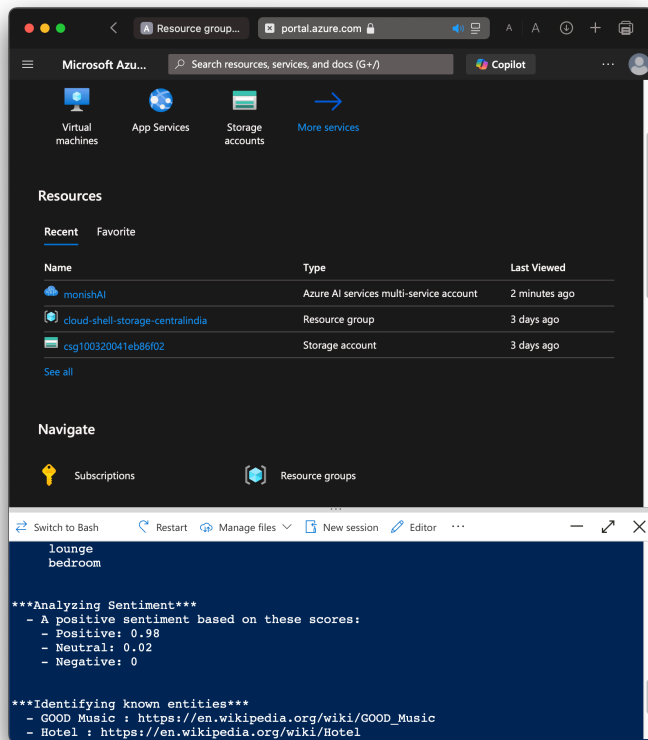 A Resource group...
portal.azure.com
A A
Microsoft Azu...
Search resources, services, and docs (G+/)
Copilot
...
Virtual machines
App Services
Storage accounts
More services
Resources
Recent Favorite
Name Type Last Viewed
monishAI Azure AI services multi-service account 2 minutes ago
cloud-shell-storage-centralindia Resource group 3 days ago
csg100320041eb86f02 Storage account 3 days ago
See all
Navigate
Subscriptions Resource groups
Switch to Bash Restart Manage files New session Editor ...
lounge
bedroom
***Analyzing Sentiment***
- A positive sentiment based on these scores:
- Positive: 0.98
- Neutral: 0.02
- Negative: 0
***Identifying known entities***
- GOOD Music : https://en.wikipedia.org/wiki/GOOD_Music
- Hotel : https://en.wikipedia.org/wiki/Hotel